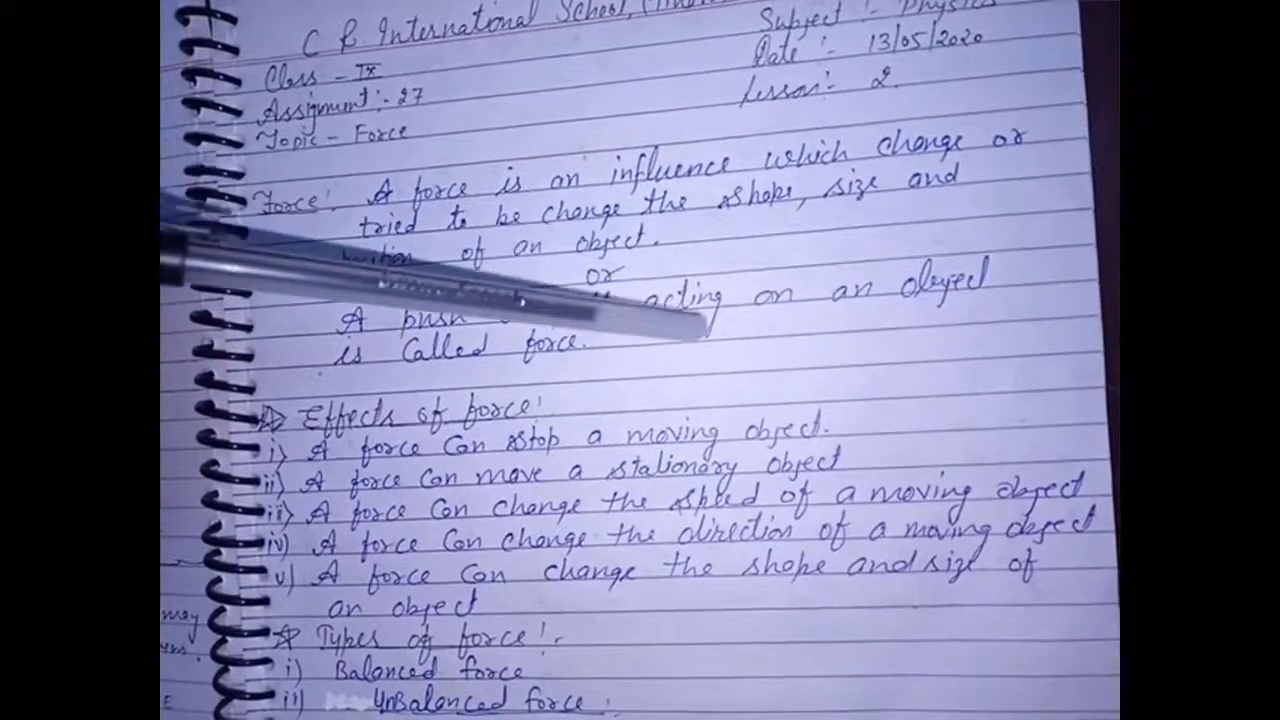 C R International School,
Subject :- Physics
Class - IX
Date :- 13/05/2020
Assignment :- 27
Lesson :- 2.
Topic - Force
Force: A force is an influence which change or
tried to be change the shape, size and
of an object.
or
A push acting on an object
is Called force.
Effects of force:
i) A force Can stop a moving object.
ii) A force Can move a stationary object
iii) A force Can change the speed of a moving object
iv) A force Can change the direction of a moving object
v) A force Can change the shape and size of
an object
Types of force:-
i) Balanced force
ii) UnBalanced force.
may